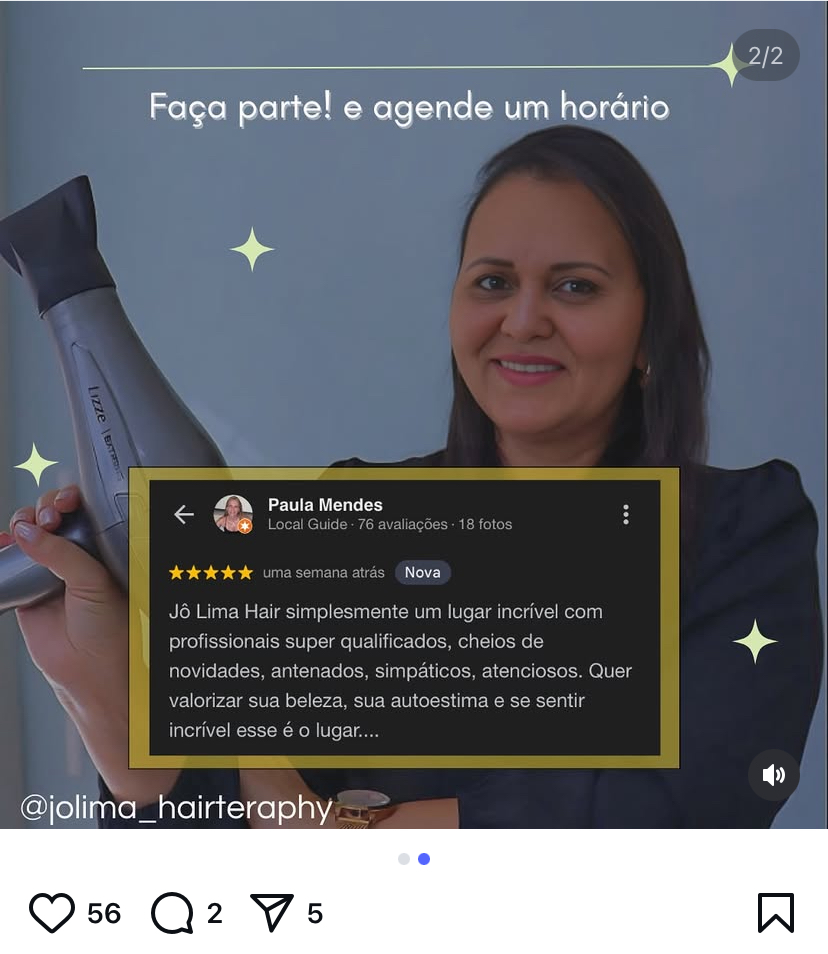 2/2
Faça parte! e agende um horário
Lizze
Paula Mendes
Local Guide · 76 avaliações · 18 fotos
uma semana atrás Nova
Jô Lima Hair simplesmente um lugar incrível com
profissionais super qualificados, cheios de
novidades, antenados, simpáticos, atenciosos. Quer
valorizar sua beleza, sua autoestima e se sentir
incrível esse é o lugar....
@jolima_hairteraphy
56 2 5